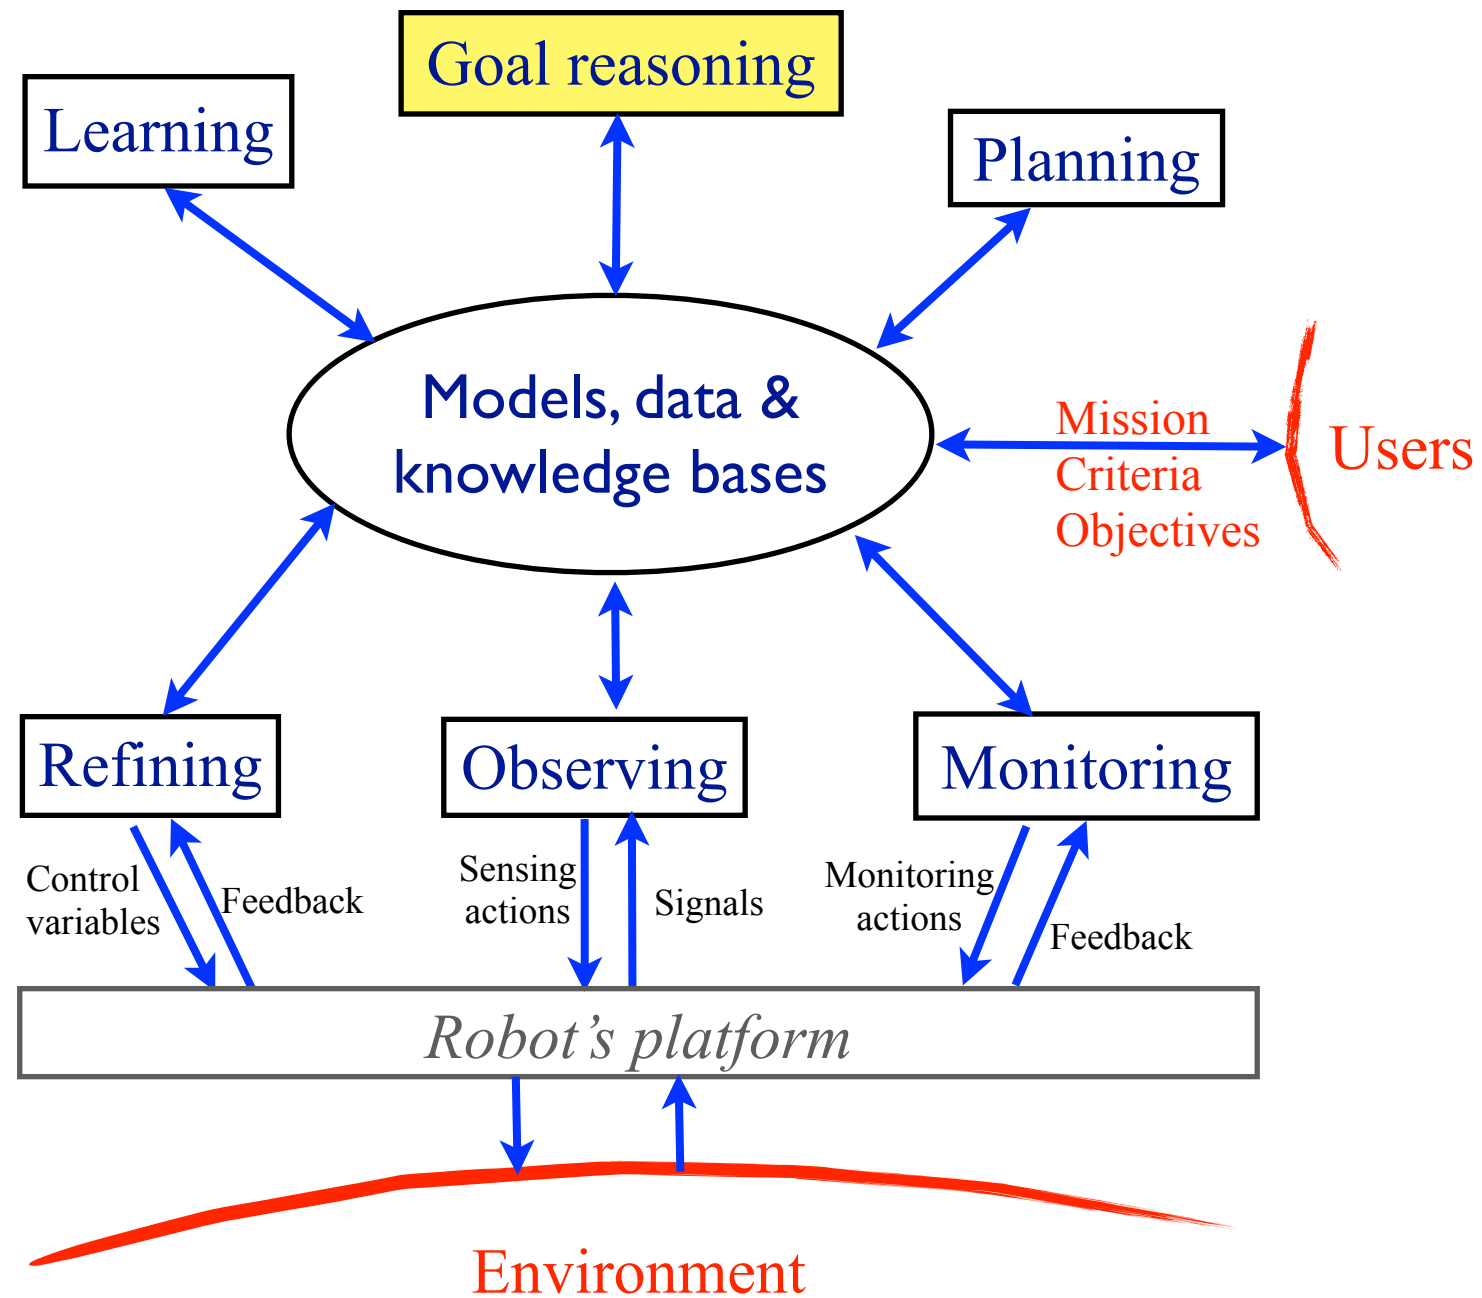 Goal reasoning
Learning
Planning
Models, data &
knowledge bases
Mission
Criteria
Objectives
Users
Refining
Observing
Monitoring
Control
variables
Feedback
Sensing
actions
Signals
Monitoring
actions
Feedback
Robot’s platform
Environment